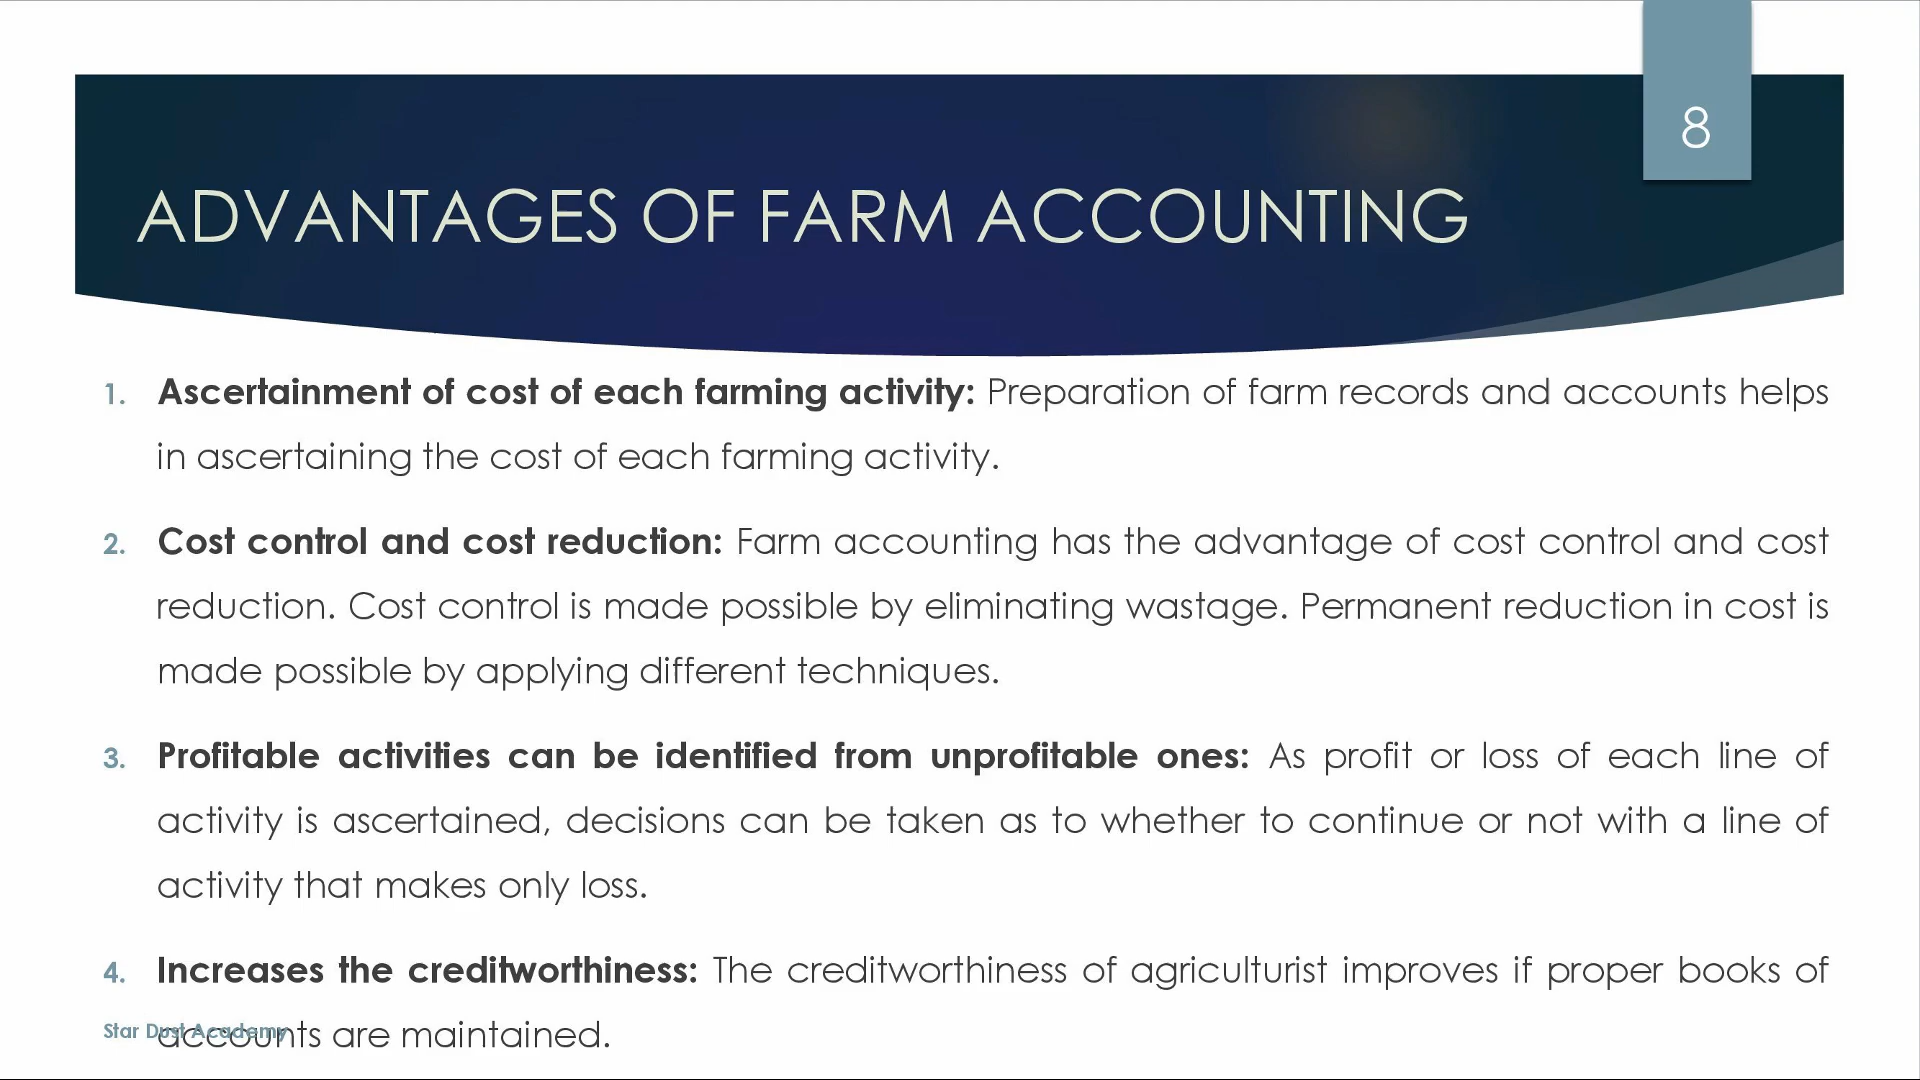 8
ADVANTAGES OF FARM ACCOUNTING
1. Ascertainment of cost of each farming activity: Preparation of farm records and accounts helps
in ascertaining the cost of each farming activity.
2. Cost control and cost reduction: Farm accounting has the advantage of cost control and cost
reduction. Cost control is made possible by eliminating wastage. Permanent reduction in cost is
made possible by applying different techniques.
3. Profitable activities can be identified from unprofitable ones: As profit or loss of each line of
activity is ascertained, decisions can be taken as to whether to continue or not with a line of
activity that makes only loss.
4. Increases the creditworthiness: The creditworthiness of agriculturist improves if proper books of
accounts are maintained.
Star Dust Academy